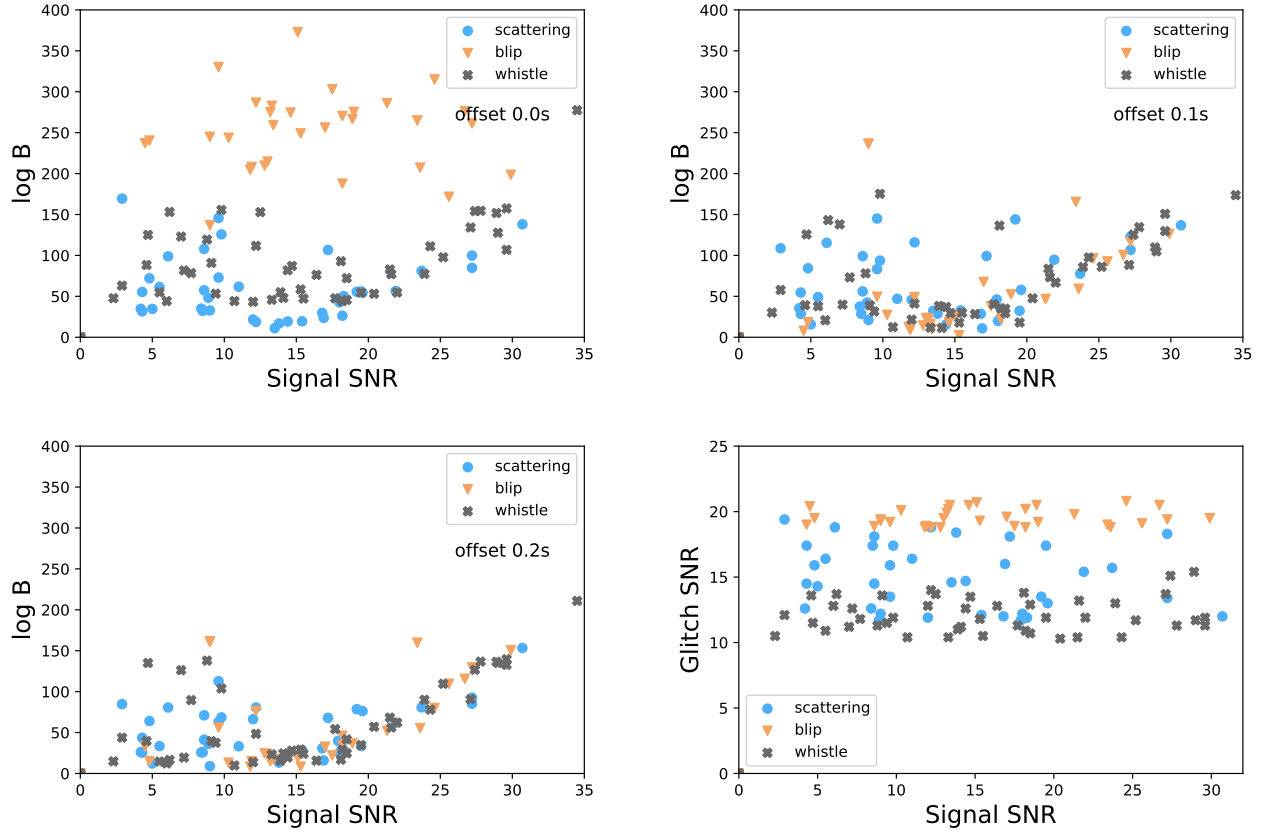 400
350
300
250
200
150
100
50
0
log B
scattering
blip
whistle
offset 0.0s
0 5 10 15 20 25 30 35
Signal SNR
400
350
300
250
200
150
100
50
0
log B
scattering
blip
whistle
offset 0.1s
0 5 10 15 20 25 30 35
Signal SNR
400
350
300
250
200
150
100
50
0
log B
scattering
blip
whistle
offset 0.2s
0 5 10 15 20 25 30 35
Signal SNR
25
20
15
10
5
0
Glitch SNR
scattering
blip
whistle
0 5 10 15 20 25 30
Signal SNR